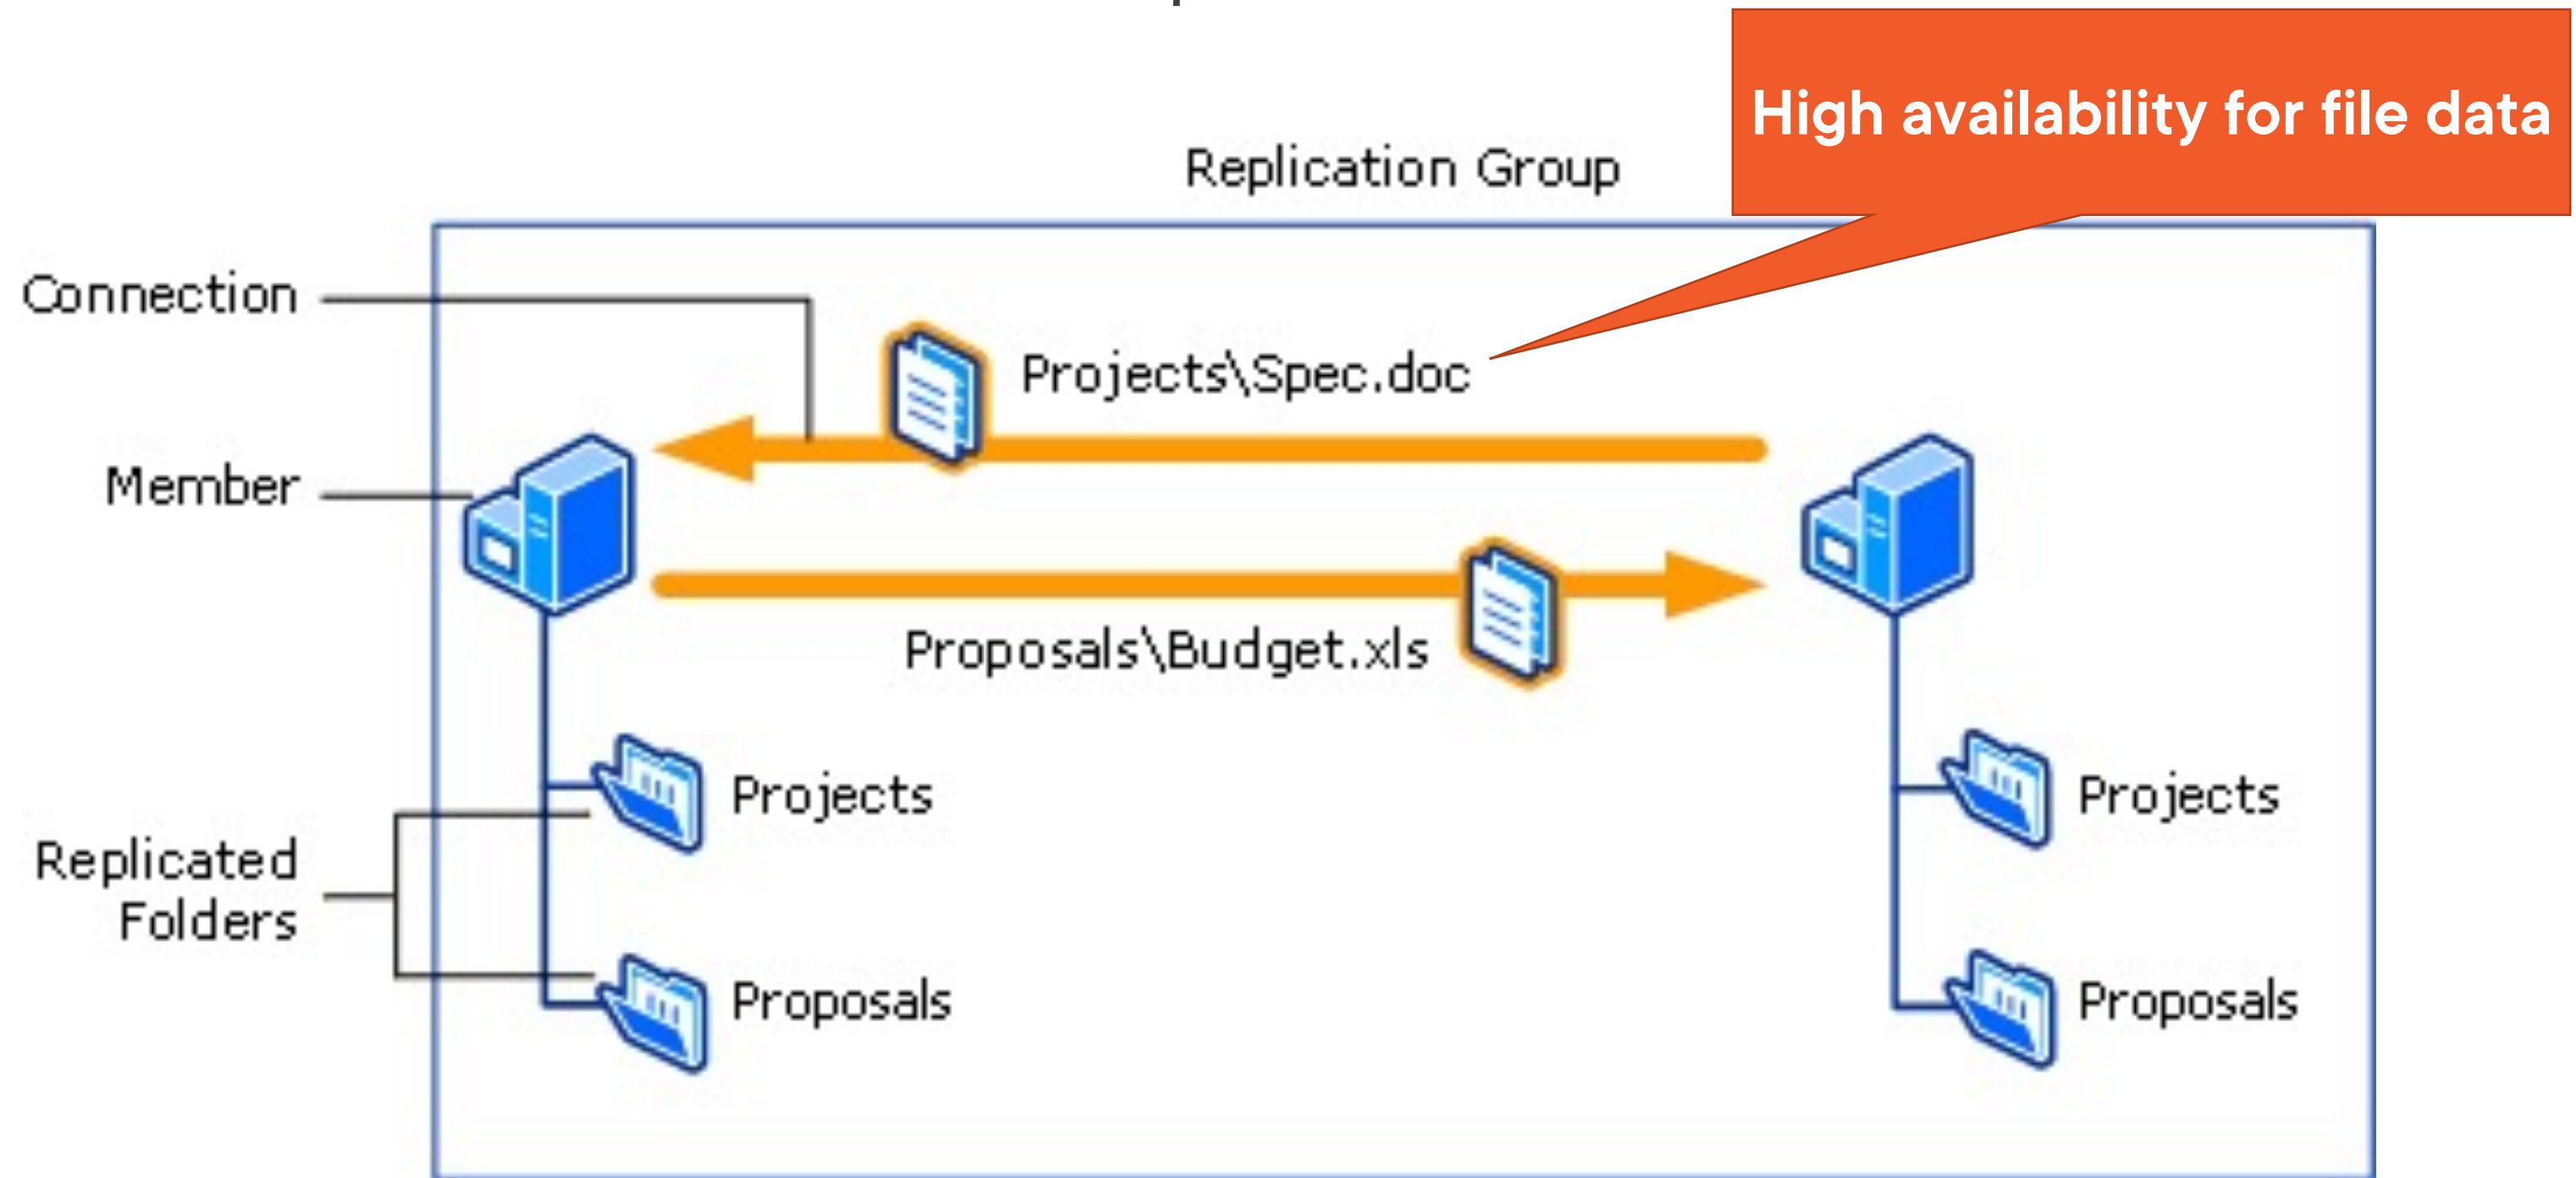 High availability for file data
Replication Group
Connection
Projects\Spec.doc
Member
Proposals\Budget.xls
Projects
Projects
Replicated
Folders
Proposals
Proposals